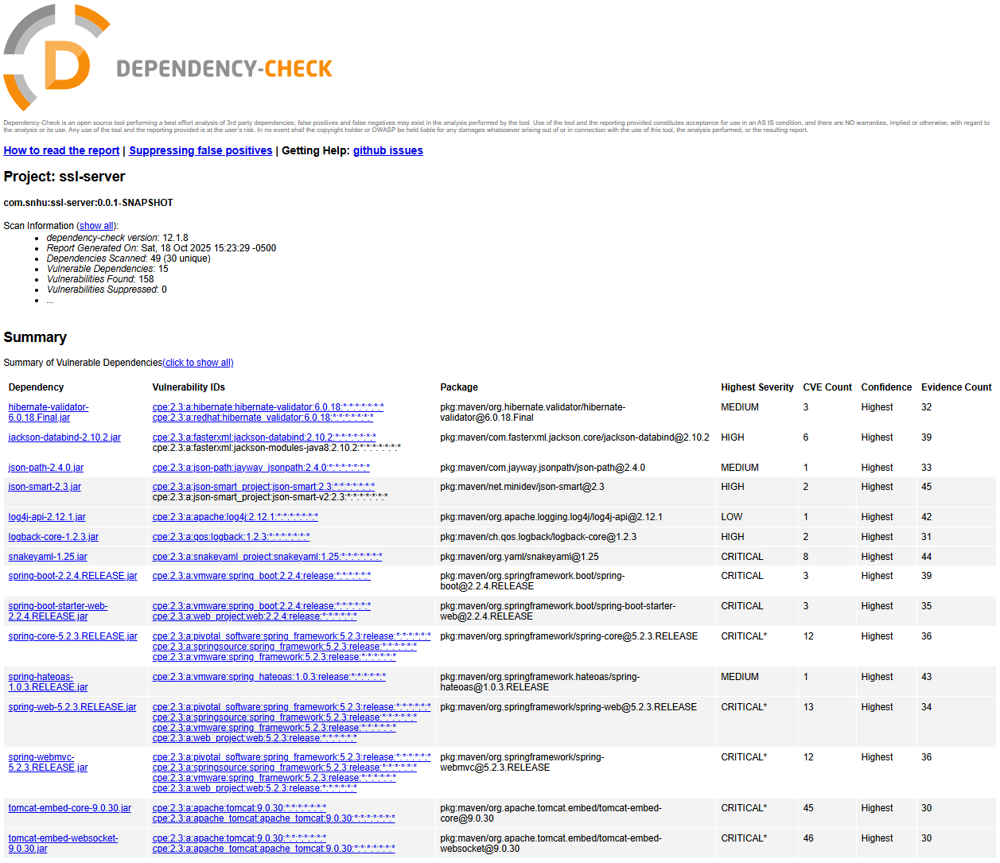 DEPENDENCY-CHECK
Dependency-Check is an open source tool performing a best effort analysis of 3rd party dependencies; false positives and false negatives may exist in the analysis performed by the tool. Use of the tool and the reporting provided constitutes acceptance for use in an AS IS condition, and there are NO warranties, implied or otherwise, with regard to
the analysis or its use. Any use of the tool and the reporting provided is at the user's risk. In no event shall the copyright holder or OWASP be held liable for any damages whatsoever arising out of or in connection with the use of this tool, the analysis performed, or the resulting report.
How to read the report | Suppressing false positives | Getting Help: github issues
Project: ssl-server
com.snhu:ssl-server:0.0.1-SNAPSHOT
Scan Information (show all):
• dependency-check version: 12.1.8
• Report Generated On: Sat, 18 Oct 2025 15:23:29 -0500
• Dependencies Scanned: 49 (30 unique)
• Vulnerable Dependencies: 15
• Vulnerabilities Found: 158
• Vulnerabilities Suppressed: 0
• ...
Summary
Summary of Vulnerable Dependencies(click to show all)
Dependency Vulnerability IDs Package Highest Severity CVE Count Confidence Evidence Count
hibernate-validator- cpe:2.3:a:hibernate:hibernate-validator:6.0.18:*:*:*:*:*:*:* pkg:maven/org.hibernate.validator/hibernate- MEDIUM 3 Highest 32
6.0.18.Final.jar cpe:2.3:a:redhat:hibernate_validator:6.0.18:*:*:*:*:*:*:* validator@6.0.18.Final
jackson-databind-2.10.2.jar cpe:2.3:a:fasterxml:jackson-databind:2.10.2:*:*:*:*:*:*:* pkg:maven/com.fasterxml.jackson.core/jackson-databind@2.10.2 HIGH 6 Highest 39
cpe:2.3:a:fasterxml:jackson-modules-java8:2.10.2:*:*:*:*:*:*:*
json-path-2.4.0.jar cpe:2.3:a:json-path:jayway_jsonpath:2.4.0:*:*:*:*:*:*:* pkg:maven/com.jayway.jsonpath/json-path@2.4.0 MEDIUM 1 Highest 33
json-smart-2.3.jar cpe:2.3:a:json-smart_project:json-smart:2.3:*:*:*:*:*:*:* pkg:maven/net.minidev/json-smart@2.3 HIGH 2 Highest 45
cpe:2.3:a:json-smart_project:json-smart-v2:2.3:*:*:*:*:*:*:*
log4j-api-2.12.1.jar cpe:2.3:a:apache:log4j:2.12.1:*:*:*:*:*:*:* pkg:maven/org.apache.logging.log4j/log4j-api@2.12.1 LOW 1 Highest 42
logback-core-1.2.3.jar cpe:2.3:a:qos:logback:1.2.3:*:*:*:*:*:*:* pkg:maven/ch.qos.logback/logback-core@1.2.3 HIGH 2 Highest 31
snakeyaml-1.25.jar cpe:2.3:a:snakeyaml_project:snakeyaml:1.25:*:*:*:*:*:*:* pkg:maven/org.yaml/snakeyaml@1.25 CRITICAL 8 Highest 44
spring-boot-2.2.4.RELEASE.jar cpe:2.3:a:vmware:spring_boot:2.2.4:release:*:*:*:*:*:* pkg:maven/org.springframework.boot/spring- CRITICAL 3 Highest 39
boot@2.2.4.RELEASE
spring-boot-starter-web- cpe:2.3:a:vmware:spring_boot:2.2.4:release:*:*:*:*:*:* pkg:maven/org.springframework.boot/spring-boot-starter- CRITICAL 3 Highest 35
2.2.4.RELEASE.jar cpe:2.3:a:web_project:web:2.2.4:release:*:*:*:*:*:* web@2.2.4.RELEASE
spring-core-5.2.3.RELEASE.jar cpe:2.3:a:pivotal_software:spring_framework:5.2.3:release:*:*:*:*:*:* pkg:maven/org.springframework/spring-core@5.2.3.RELEASE CRITICAL* 12 Highest 36
cpe:2.3:a:springsource:spring_framework:5.2.3:release:*:*:*:*:*:*
cpe:2.3:a:vmware:spring_framework:5.2.3:release:*:*:*:*:*:*
spring-hateoas- cpe:2.3:a:vmware:spring_hateoas:1.0.3:release:*:*:*:*:*:* pkg:maven/org.springframework.hateoas/spring- MEDIUM 1 Highest 43
1.0.3.RELEASE.jar hateoas@1.0.3.RELEASE
spring-web-5.2.3.RELEASE.jar cpe:2.3:a:pivotal_software:spring_framework:5.2.3:release:*:*:*:*:*:* pkg:maven/org.springframework/spring-web@5.2.3.RELEASE CRITICAL* 13 Highest 34
cpe:2.3:a:springsource:spring_framework:5.2.3:release:*:*:*:*:*:*
cpe:2.3:a:vmware:spring_framework:5.2.3:release:*:*:*:*:*:*
cpe:2.3:a:web_project:web:5.2.3:release:*:*:*:*:*:*
spring-webmvc- cpe:2.3:a:pivotal_software:spring_framework:5.2.3:release:*:*:*:*:*:* pkg:maven/org.springframework/spring- CRITICAL* 12 Highest 36
5.2.3.RELEASE.jar cpe:2.3:a:springsource:spring_framework:5.2.3:release:*:*:*:*:*:* webmvc@5.2.3.RELEASE
cpe:2.3:a:vmware:spring_framework:5.2.3:release:*:*:*:*:*:*
cpe:2.3:a:web_project:web:5.2.3:release:*:*:*:*:*:*
tomcat-embed-core-9.0.30.jar cpe:2.3:a:apache:tomcat:9.0.30:*:*:*:*:*:*:* pkg:maven/org.apache.tomcat.embed/tomcat-embed- CRITICAL* 45 Highest 30
cpe:2.3:a:apache_tomcat:apache_tomcat:9.0.30:*:*:*:*:*:*:* core@9.0.30
tomcat-embed-websocket- cpe:2.3:a:apache:tomcat:9.0.30:*:*:*:*:*:*:* pkg:maven/org.apache.tomcat.embed/tomcat-embed- CRITICAL* 46 Highest 30
9.0.30.jar cpe:2.3:a:apache_tomcat:apache_tomcat:9.0.30:*:*:*:*:*:*:* websocket@9.0.30